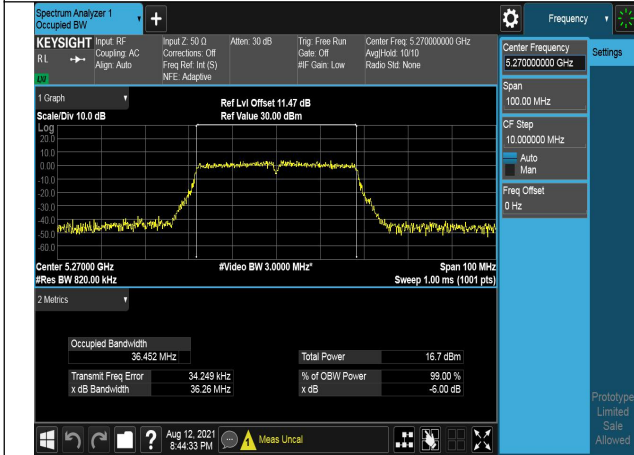 Spectrum Analyzer 1
Occupied BW
Frequency
KEYSIGHT
RL
Input: RF
Coupling: AC
Align: Auto
Input Z: 50 Ω
Corrections: Off
Freq Ref: Int (S)
NFE: Adaptive
Atten: 30 dB
Trig: Free Run
Gate: Off
#IF Gain: Low
Center Freq: 5.270000000 GHz
Avg|Hold: 10/10
Radio Std: None
LXI
Center Frequency
5.270000000 GHz
Settings
Span
100.00 MHz
CF Step
10.000000 MHz
Auto
Man
Freq Offset
0 Hz
1 Graph
Scale/Div 10.0 dB
Ref Lvl Offset 11.47 dB
Ref Value 30.00 dBm
Log
20.0
10.0
0.00
-10.0
-20.0
-30.0
-40.0
-50.0
-60.0
Center 5.27000 GHz
#Res BW 820.00 kHz
#Video BW 3.0000 MHz*
Span 100 MHz
Sweep 1.00 ms (1001 pts)
2 Metrics
Occupied Bandwidth
36.452 MHz
Total Power 16.7 dBm
Transmit Freq Error 34.249 kHz
% of OBW Power 99.00 %
x dB Bandwidth 36.26 MHz
x dB -6.00 dB
Prototype
Limited
Sale
Allowed
?
Aug 12, 2021
8:44:33 PM
Meas Uncal